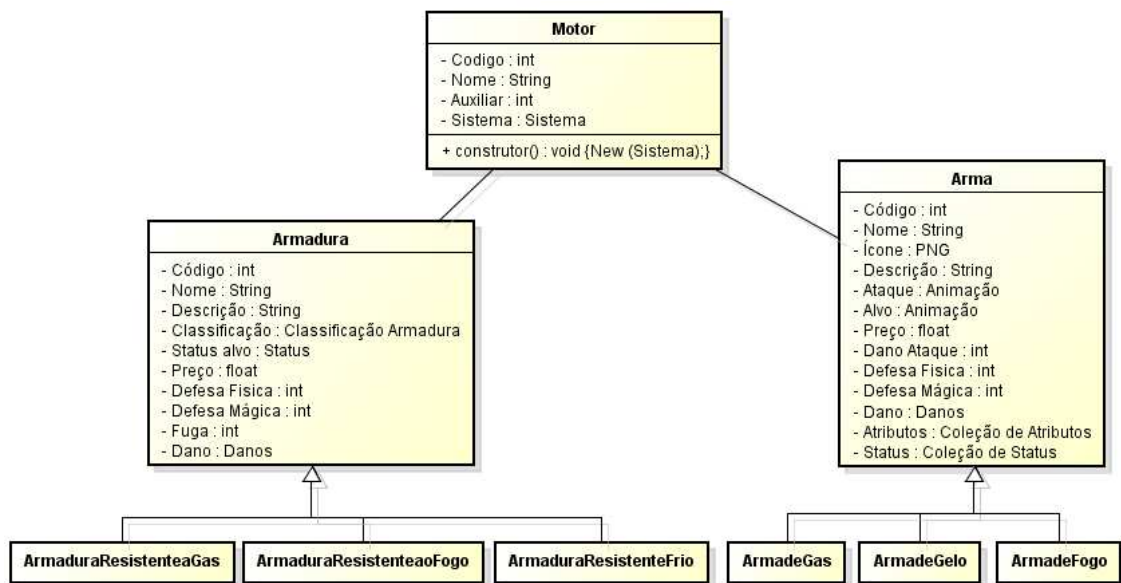 Motor
- Codigo : int
- Nome : String
- Auxiliar : int
- Sistema : Sistema
+ construtor() : void {New (Sistema);}
Armadura
- Código : int
- Nome : String
- Descrição : String
- Classificação : Classificação Armadura
- Status alvo : Status
- Preço : float
- Defesa Fisica : int
- Defesa Mágica : int
- Fuga : int
- Dano : Danos
Arma
- Código : int
- Nome : String
- Ícone : PNG
- Descrição : String
- Ataque : Animação
- Alvo : Animação
- Preço : float
- Dano Ataque : int
- Defesa Fisica : int
- Defesa Mágica : int
- Dano : Danos
- Atributos : Coleção de Atributos
- Status : Coleção de Status
ArmaduraResistenteaGas
ArmaduraResistenteaoFogo
ArmaduraResistenteFrio
ArmadeGas
ArmadeGelo
ArmadeFogo